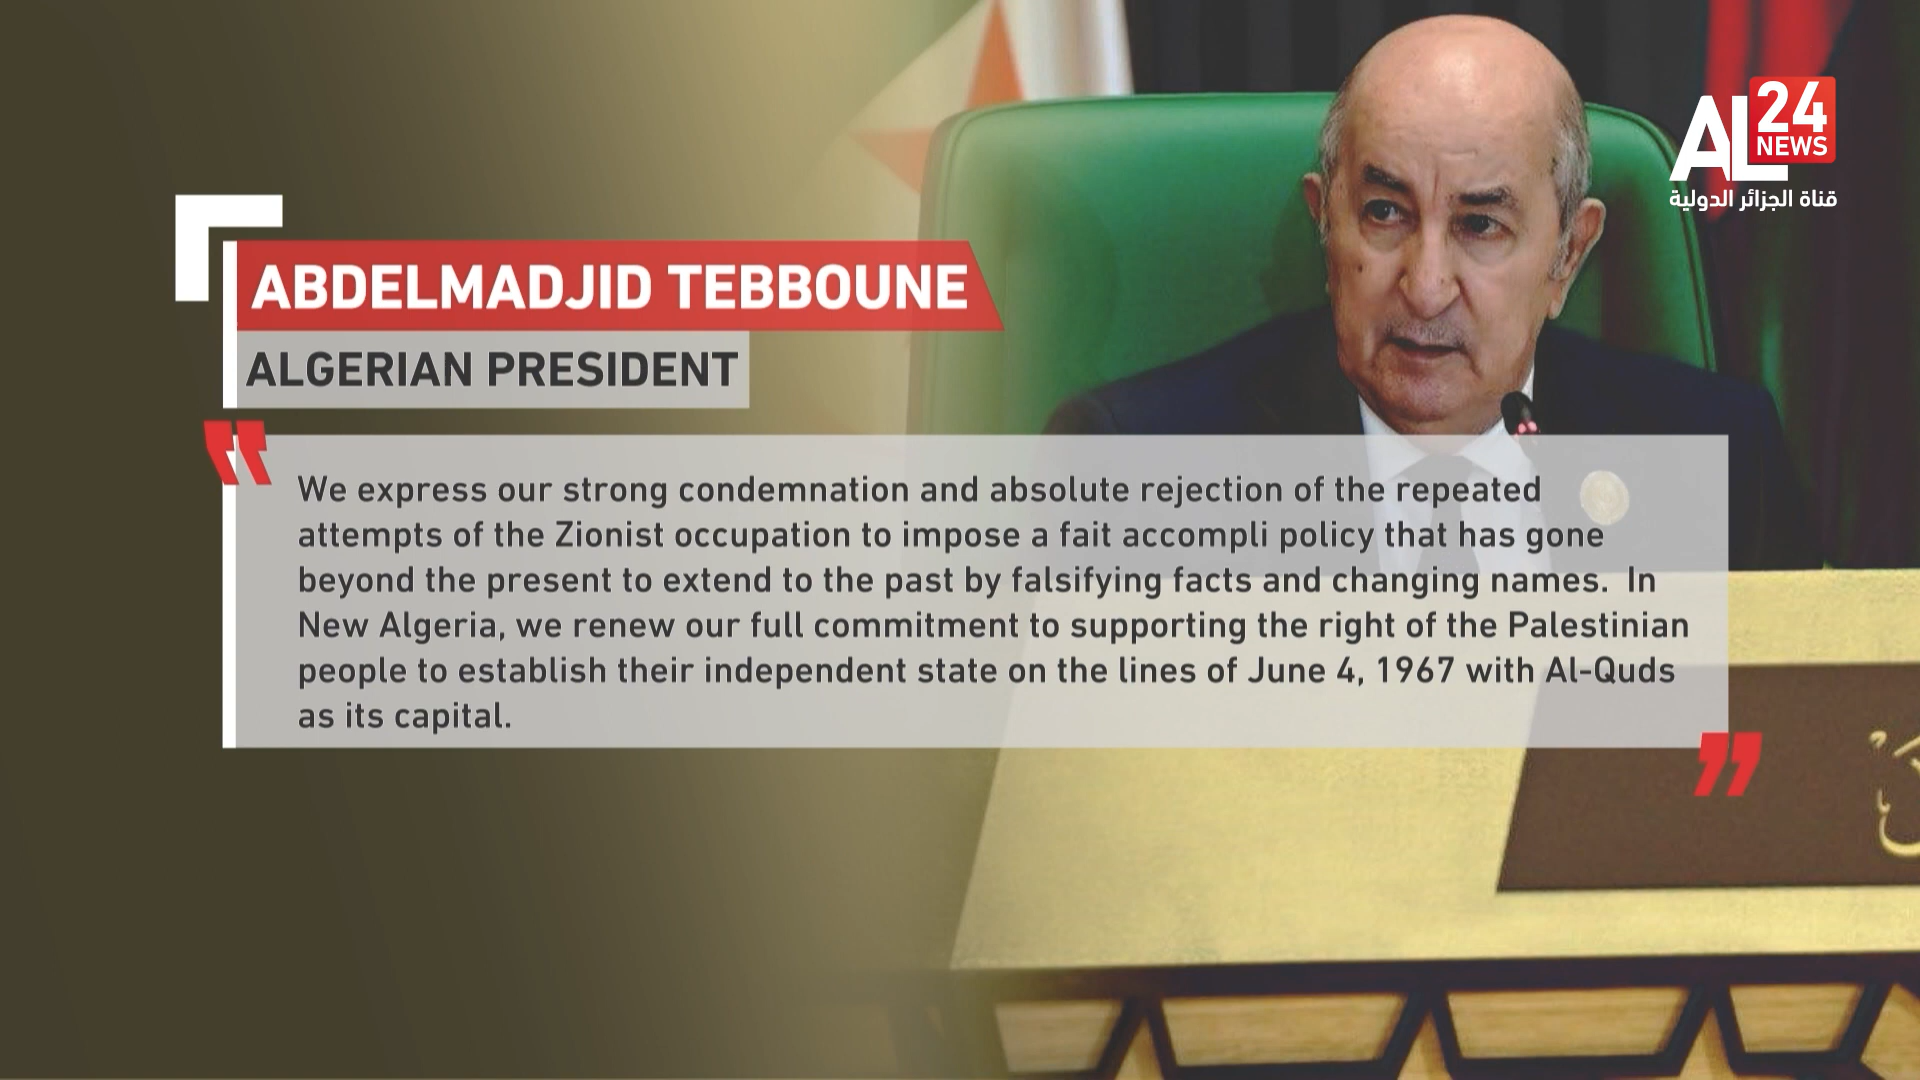 AL
24
NEWS
قناة الجزائر الدولية
ABDELMADJID TEBBOUNE
ALGERIAN PRESIDENT
“
We express our strong condemnation and absolute rejection of the repeated
attempts of the Zionist occupation to impose a fait accompli policy that has gone
beyond the present to extend to the past by falsifying facts and changing names.  In
New Algeria, we renew our full commitment to supporting the right of the Palestinian
people to establish their independent state on the lines of June 4, 1967 with Al-Quds
as its capital.
”